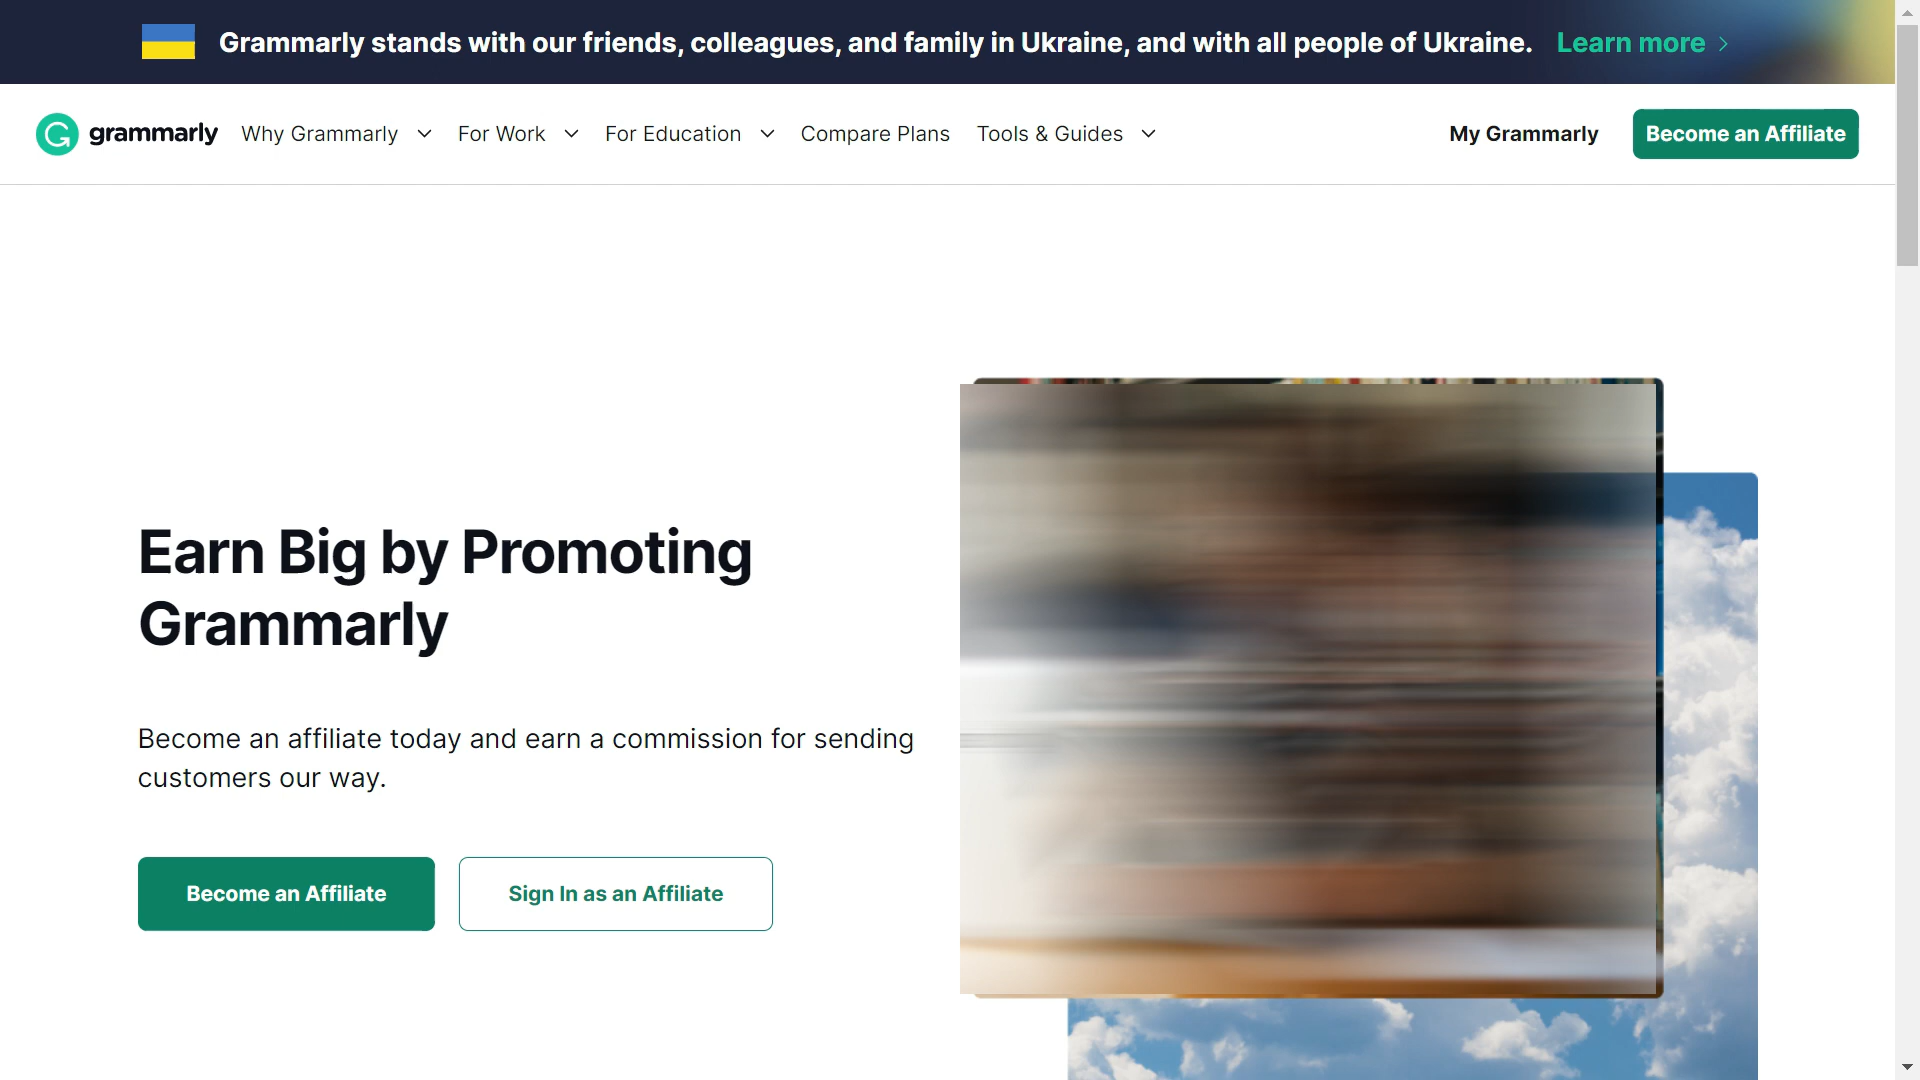 Grammarly stands with our friends, colleagues, and family in Ukraine, and with all people of Ukraine. Learn more
grammarly Why Grammarly For Work For Education Compare Plans Tools & Guides My Grammarly Become an Affiliate
Earn Big by Promoting
Grammarly
Become an affiliate today and earn a commission for sending
customers our way.
Become an Affiliate Sign In as an Affiliate